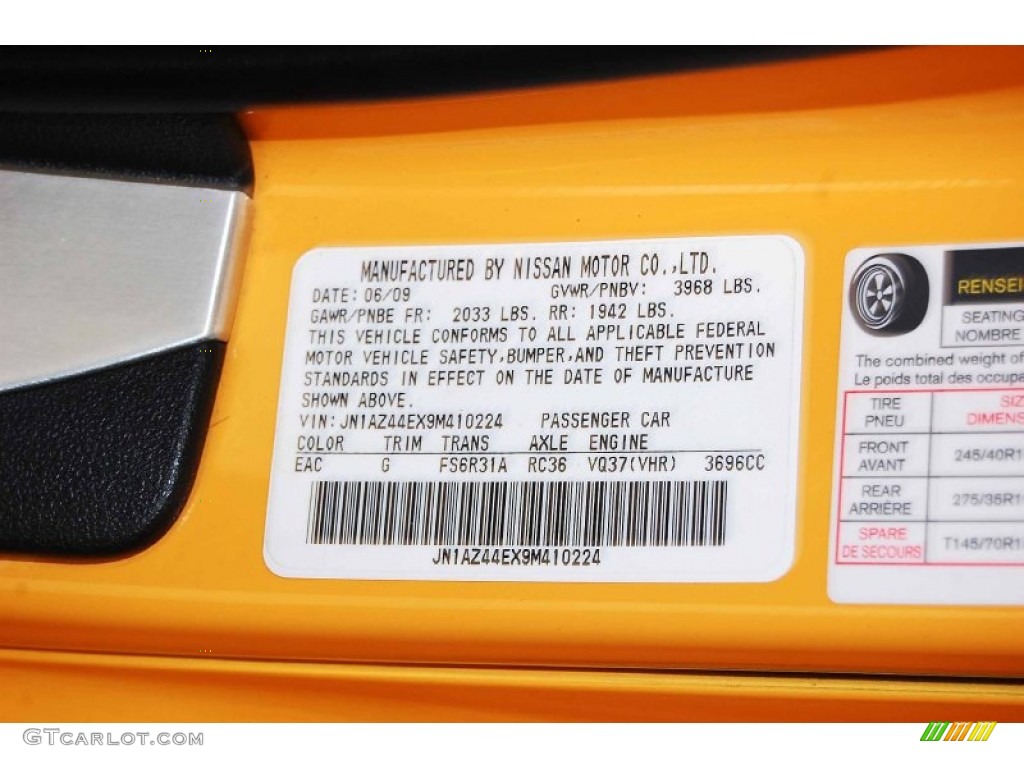 MANUFACTURED BY NISSAN MOTOR CO.,LTD.
DATE: 06/09 GVWR/PNBV: 3968 LBS.
GAWR/PNBE FR: 2033 LBS. RR: 1942 LBS.
THIS VEHICLE CONFORMS TO ALL APPLICABLE FEDERAL
MOTOR VEHICLE SAFETY,BUMPER,AND THEFT PREVENTION
STANDARDS IN EFFECT ON THE DATE OF MANUFACTURE
SHOWN ABOVE.
VIN: JN1AZ44EX9M410224 PASSENGER CAR
COLOR TRIM TRANS AXLE ENGINE
EAC G FS6R31A RC36 VQ37(VHR) 3696CC
JN1AZ44EX9M410224
RENSEI
SEATING
NOMBRE
The combined weight of
Le poids total des occupa
TIRE
PNEU
SIZ
DIMENS
FRONT
AVANT
245/40R1
REAR
ARRIÈRE
275/35R1
SPARE
DE SECOURS
T145/70R1
GTCARLOT.COM